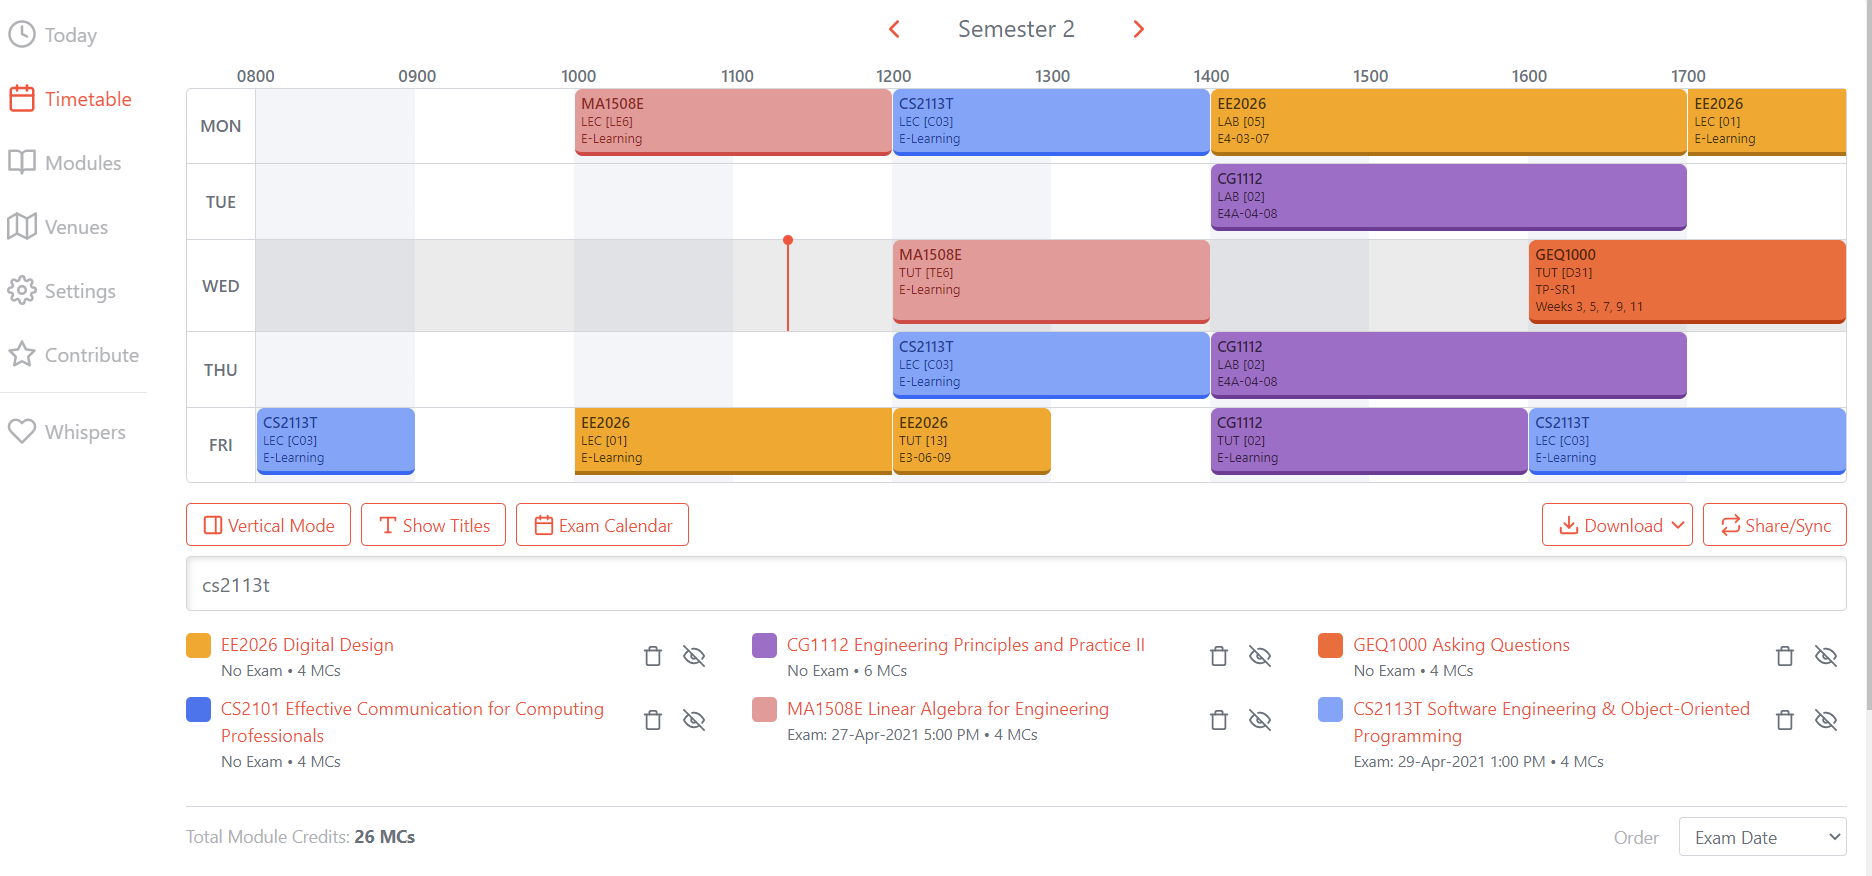 Today
Timetable
Modules
Venues
Settings
Contribute
Whispers
Semester 2
0800 0900 1000 1100 1200 1300 1400 1500 1600 1700
MON
MA1508E
LEC [LE6]
E-Learning
CS2113T
LEC [C03]
E-Learning
EE2026
LAB [05]
E4-03-07
EE2026
LEC [01]
E-Learning
TUE
CG1112
LAB [02]
E4A-04-08
WED
MA1508E
TUT [TE6]
E-Learning
GEQ1000
TUT [D31]
TP-SR1
Weeks 3, 5, 7, 9, 11
THU
CS2113T
LEC [C03]
E-Learning
CG1112
LAB [02]
E4A-04-08
FRI
CS2113T
LEC [C03]
E-Learning
EE2026
LEC [01]
E-Learning
EE2026
TUT [13]
E3-06-09
CG1112
TUT [02]
E-Learning
CS2113T
LEC [C03]
E-Learning
Vertical Mode
Show Titles
Exam Calendar
Download
Share/Sync
cs2113t
EE2026 Digital Design
No Exam • 4 MCs
CG1112 Engineering Principles and Practice II
No Exam • 6 MCs
GEQ1000 Asking Questions
No Exam • 4 MCs
CS2101 Effective Communication for Computing
Professionals
No Exam • 4 MCs
MA1508E Linear Algebra for Engineering
Exam: 27-Apr-2021 5:00 PM • 4 MCs
CS2113T Software Engineering & Object-Oriented
Programming
Exam: 29-Apr-2021 1:00 PM • 4 MCs
Total Module Credits: 26 MCs
Order
Exam Date